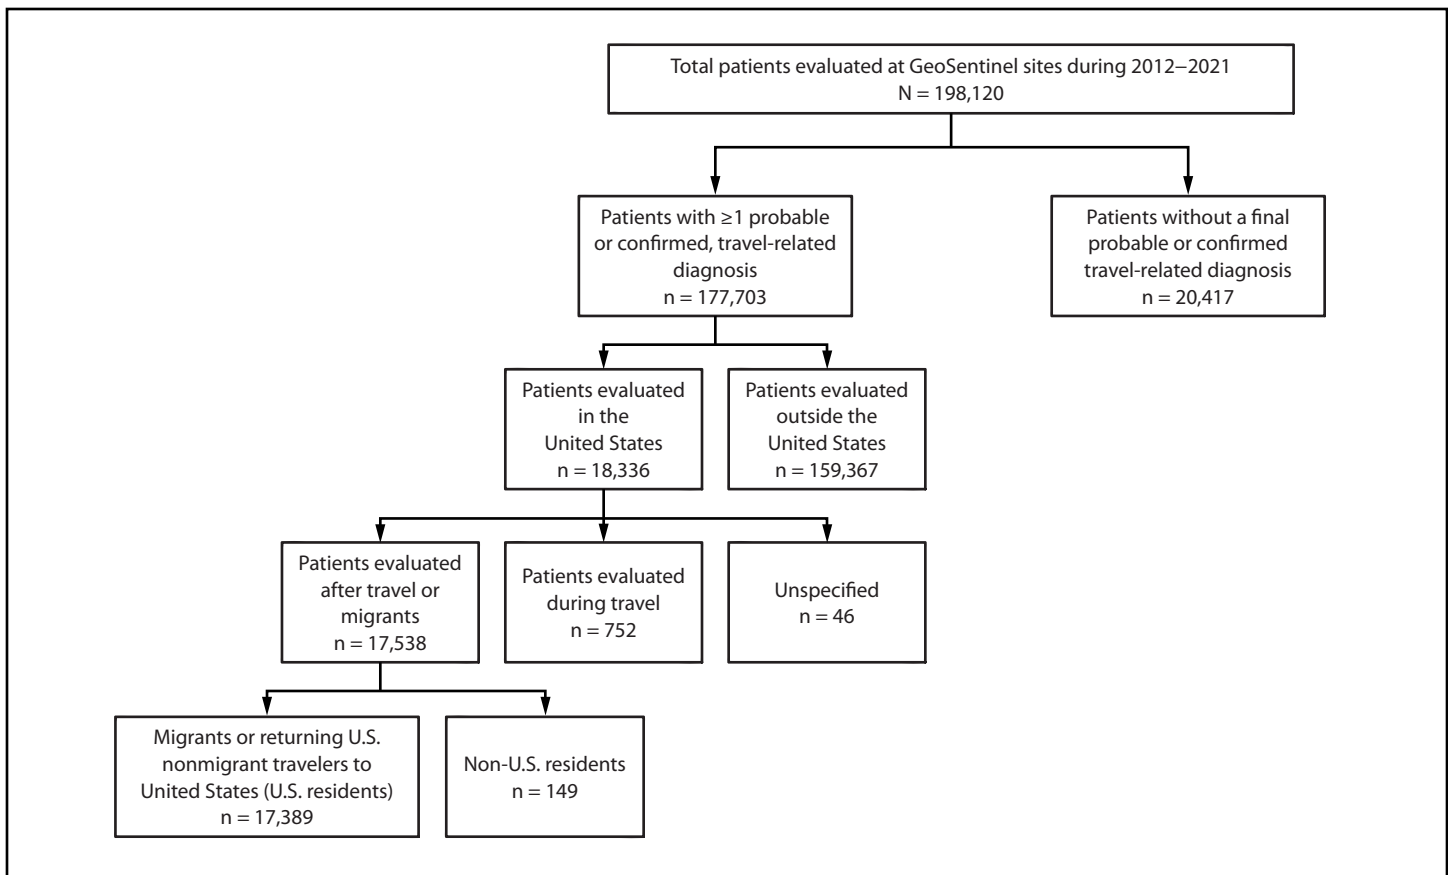 Total patients evaluated at GeoSentinel sites during 2012–2021
N = 198,120
Patients with ≥1 probable
or confirmed, travel-related
diagnosis
n = 177,703
Patients without a final
probable or confirmed
travel-related diagnosis
n = 20,417
Patients evaluated
in the
United States
n = 18,336
Patients evaluated
outside the
United States
n = 159,367
Patients evaluated
after travel or
migrants
n = 17,538
Patients evaluated
during travel
n = 752
Unspecified
n = 46
Migrants or returning U.S.
nonmigrant travelers to
United States (U.S. residents)
n = 17,389
Non-U.S. residents
n = 149